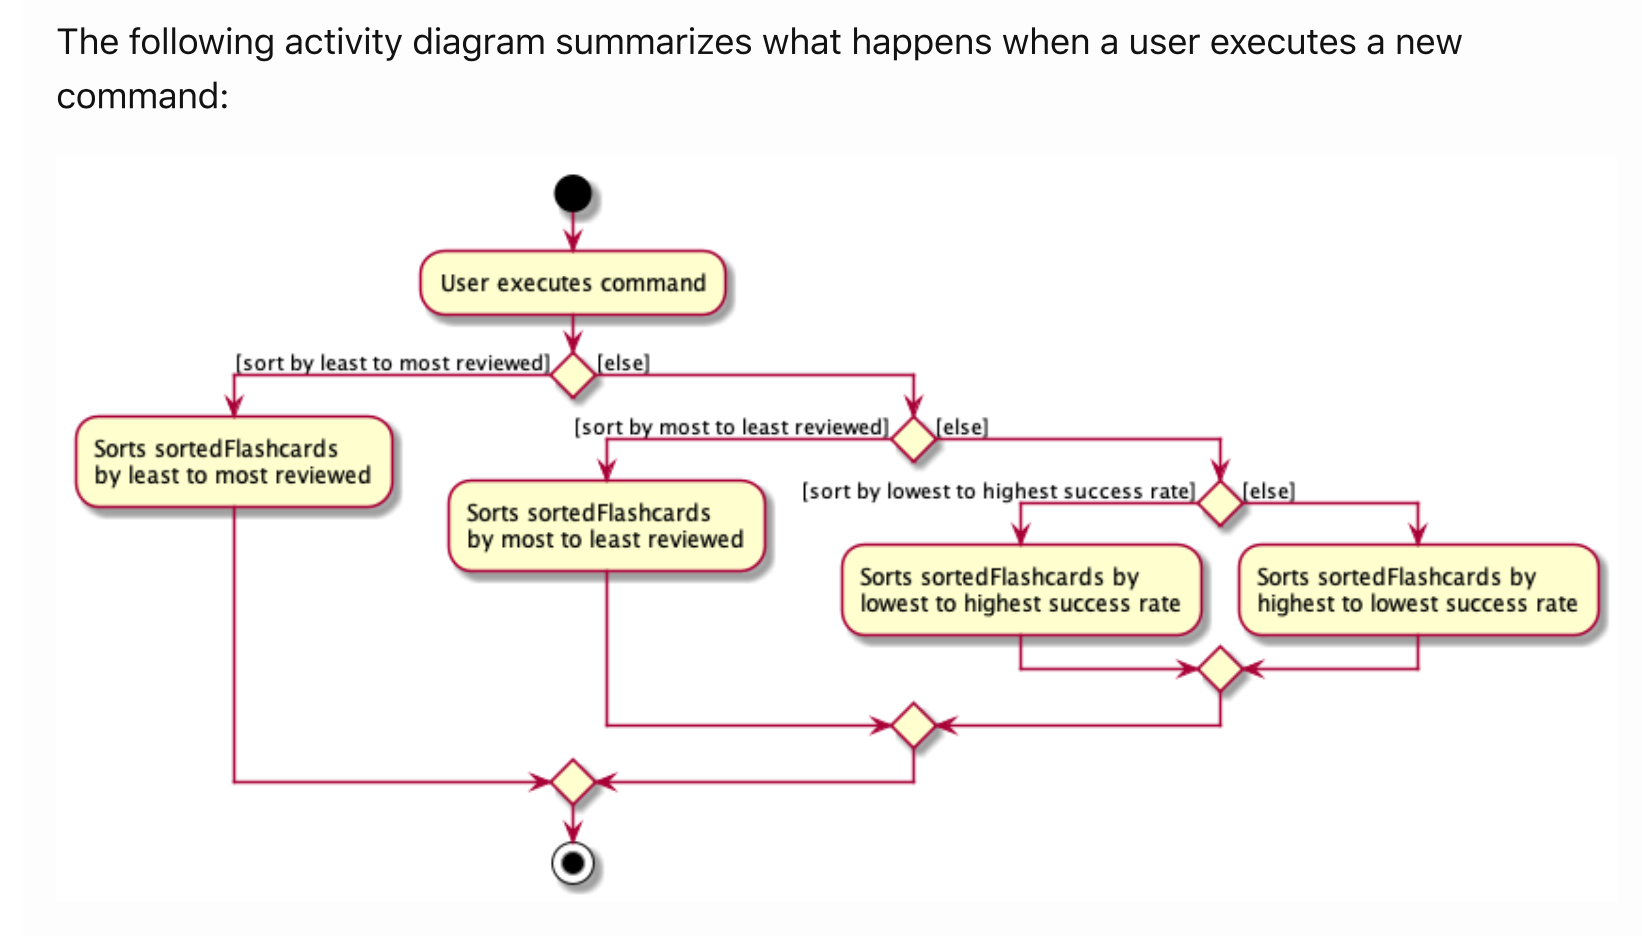 The following activity diagram summarizes what happens when a user executes a new
command:
User executes command
[sort by least to most reviewed]
[else]
Sorts sortedFlashcards
by least to most reviewed
[sort by most to least reviewed]
[else]
Sorts sortedFlashcards
by most to least reviewed
[sort by lowest to highest success rate]
[else]
Sorts sortedFlashcards by
lowest to highest success rate
Sorts sortedFlashcards by
highest to lowest success rate